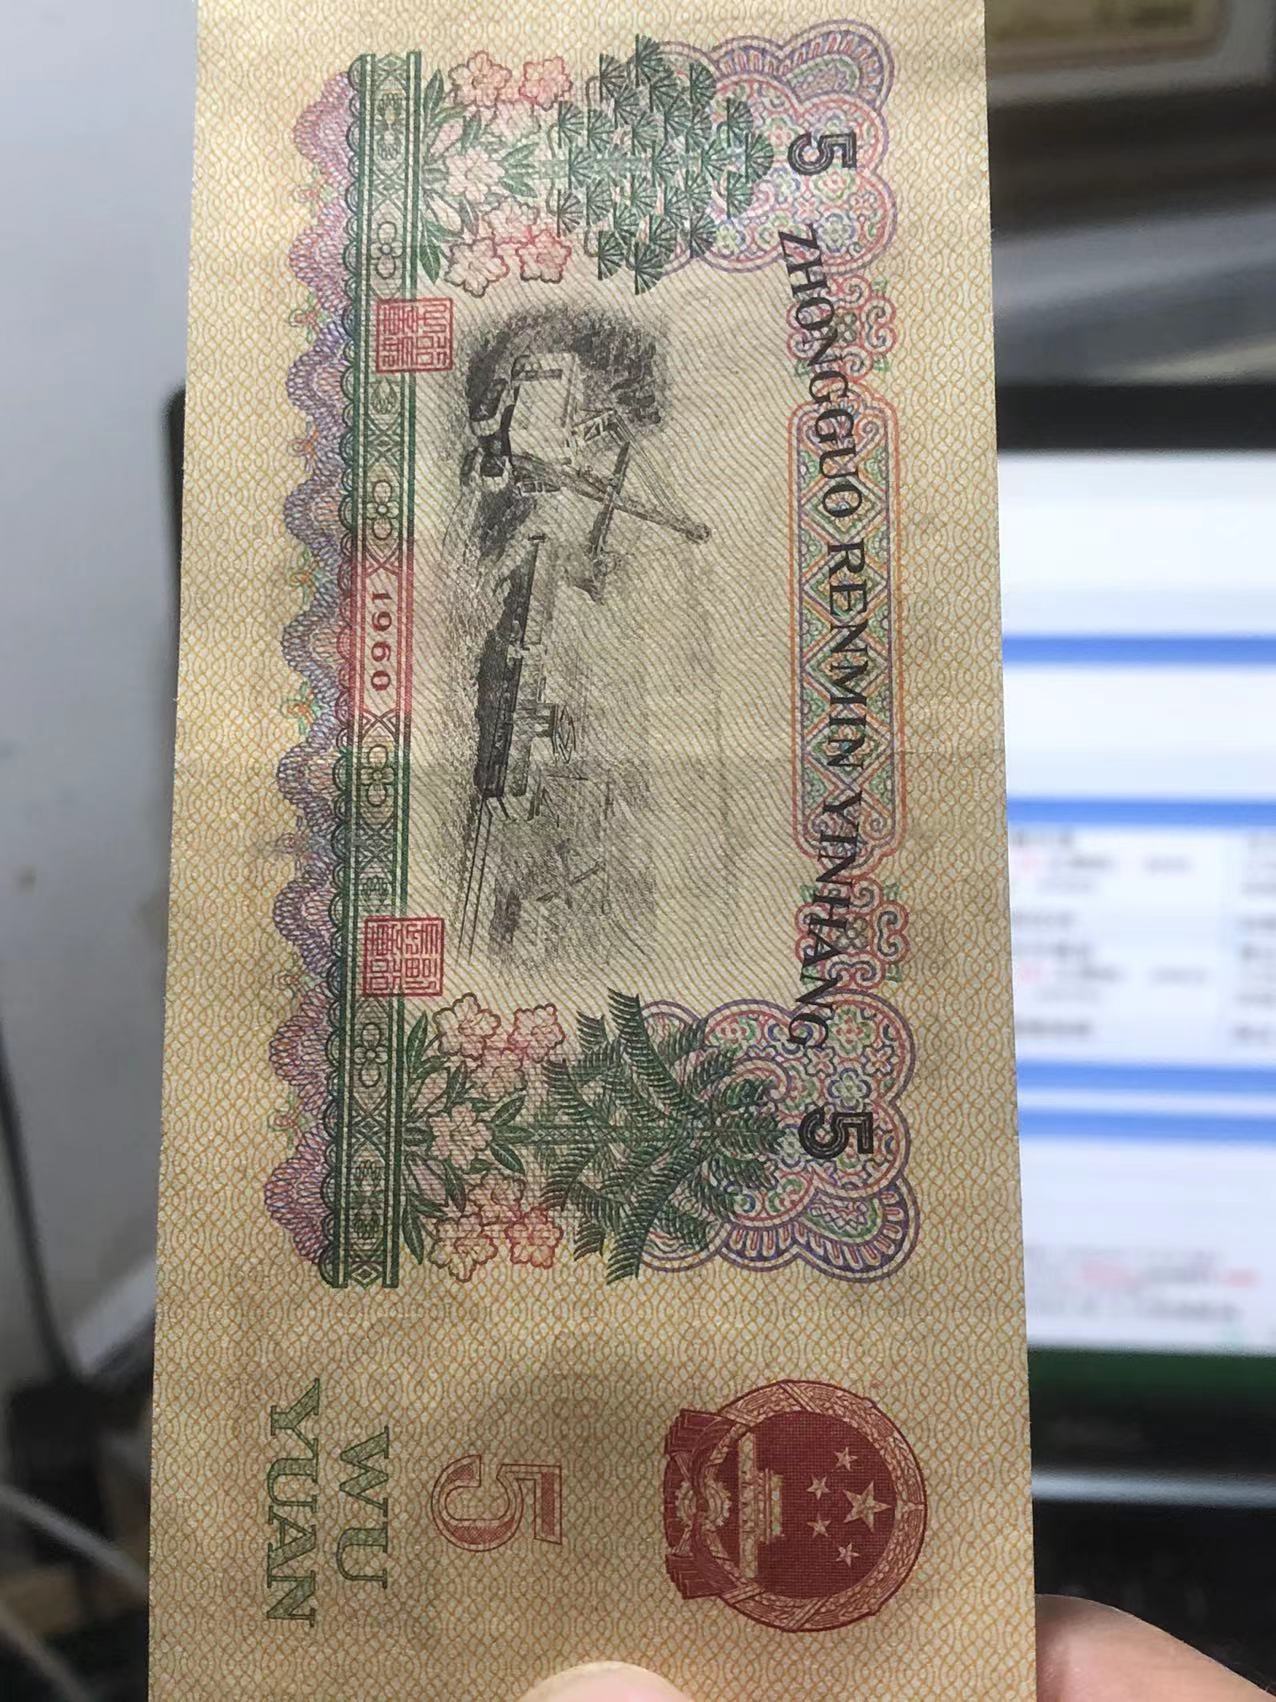 5 ZHONGGUO RENMIN YINHANG 5
1960
5
WU
YUAN